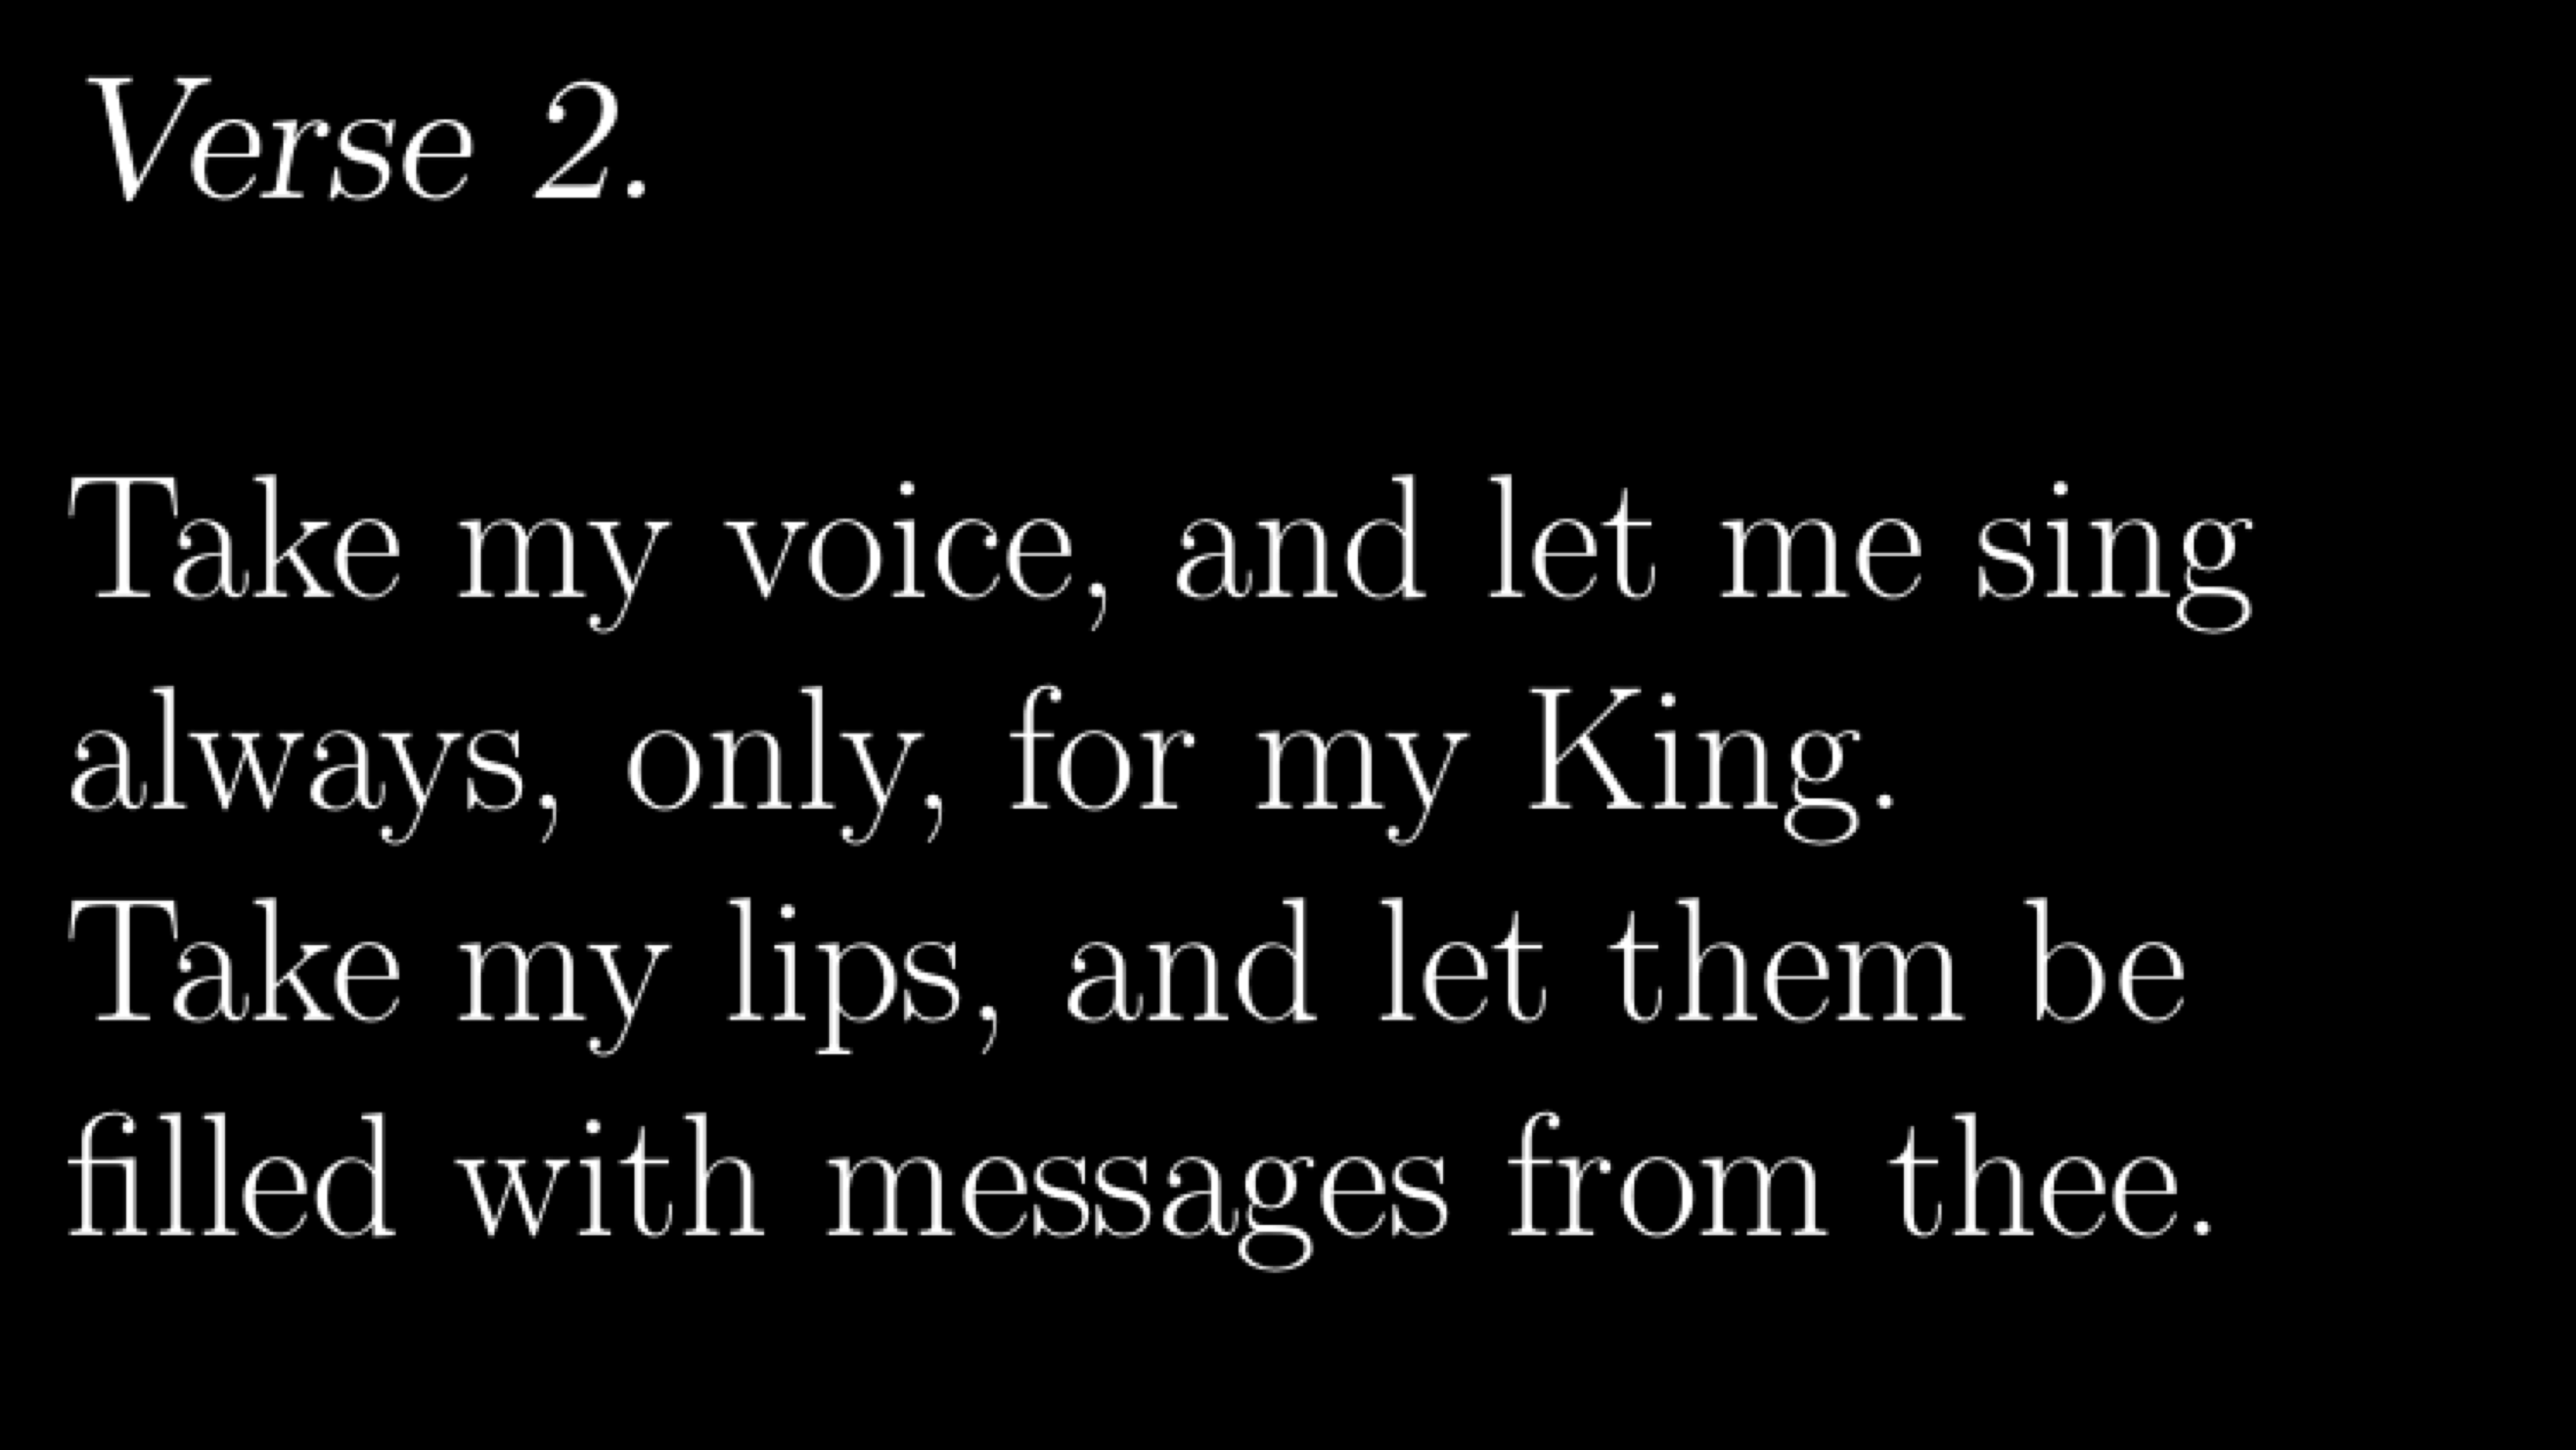 Verse 2.
Take my voice, and let me sing
always, only, for my King.
Take my lips, and let them be
filled with messages from thee.